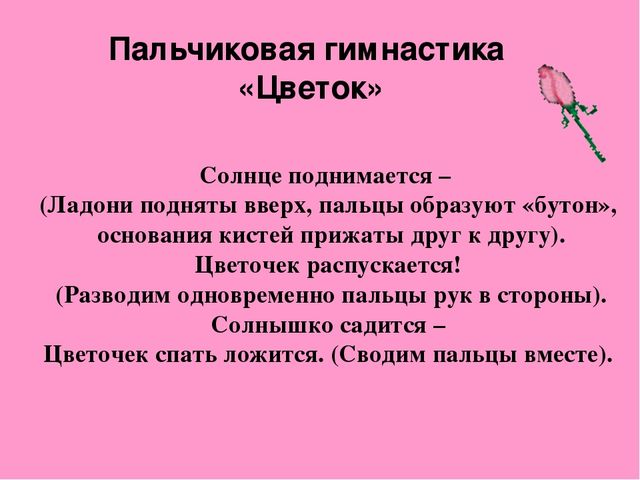 Пальчиковая гимнастика
«Цветок»
Солнце поднимается –
(Ладони подняты вверх, пальцы образуют «бутон»,
основания кистей прижаты друг к другу).
Цветочек распускается!
(Разводим одновременно пальцы рук в стороны).
Солнышко садится –
Цветочек спать ложится. (Сводим пальцы вместе).